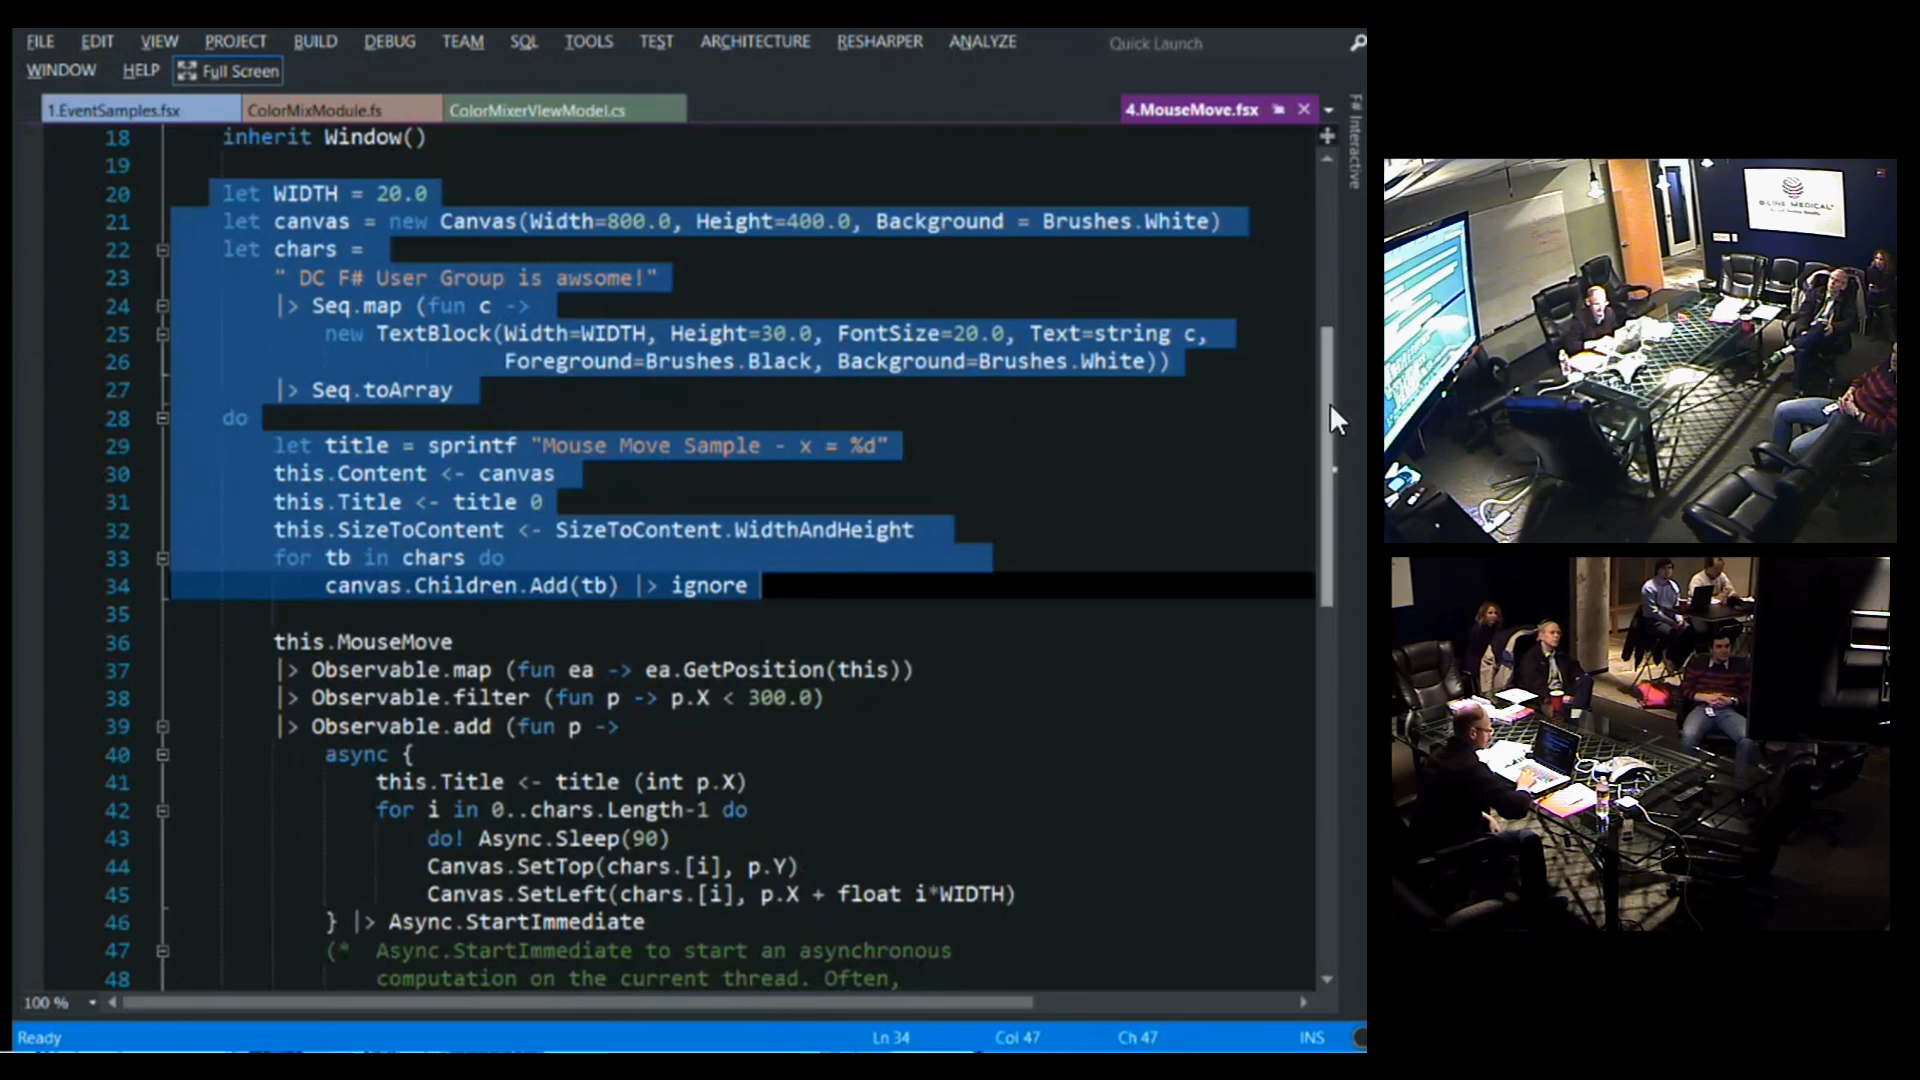 FILE EDIT VIEW PROJECT BUILD DEBUG TEAM SQL TOOLS TEST ARCHITECTURE RESHARPER ANALYZE Quick Launch
WINDOW HELP Full Screen
1.EventSamples.fsx ColorMixModule.fs ColorMixerViewModel.cs 4.MouseMove.fsx
F# Interactive
18 inherit Window()
19
20 let WIDTH = 20.0
21 let canvas = new Canvas(Width=800.0, Height=400.0, Background = Brushes.White)
22 let chars =
23 " DC F# User Group is awsome!"
24 |> Seq.map (fun c ->
25 new TextBlock(Width=WIDTH, Height=30.0, FontSize=20.0, Text=string c,
26 Foreground=Brushes.Black, Background=Brushes.White))
27 |> Seq.toArray
28 do
29 let title = sprintf "Mouse Move Sample - x = %d"
30 this.Content <- canvas
31 this.Title <- title 0
32 this.SizeToContent <- SizeToContent.WidthAndHeight
33 for tb in chars do
34 canvas.Children.Add(tb) |> ignore
35
36 this.MouseMove
37 |> Observable.map (fun ea -> ea.GetPosition(this))
38 |> Observable.filter (fun p -> p.X < 300.0)
39 |> Observable.add (fun p ->
40 async {
41 this.Title <- title (int p.X)
42 for i in 0..chars.Length-1 do
43 do! Async.Sleep(90)
44 Canvas.SetTop(chars.[i], p.Y)
45 Canvas.SetLeft(chars.[i], p.X + float i*WIDTH)
46 } |> Async.StartImmediate
47 (* Async.StartImmediate to start an asynchronous
48 computation on the current thread. Often,
100 %
Ready Ln 34 Col 47 Ch 47 INS
B-LINE MEDICAL